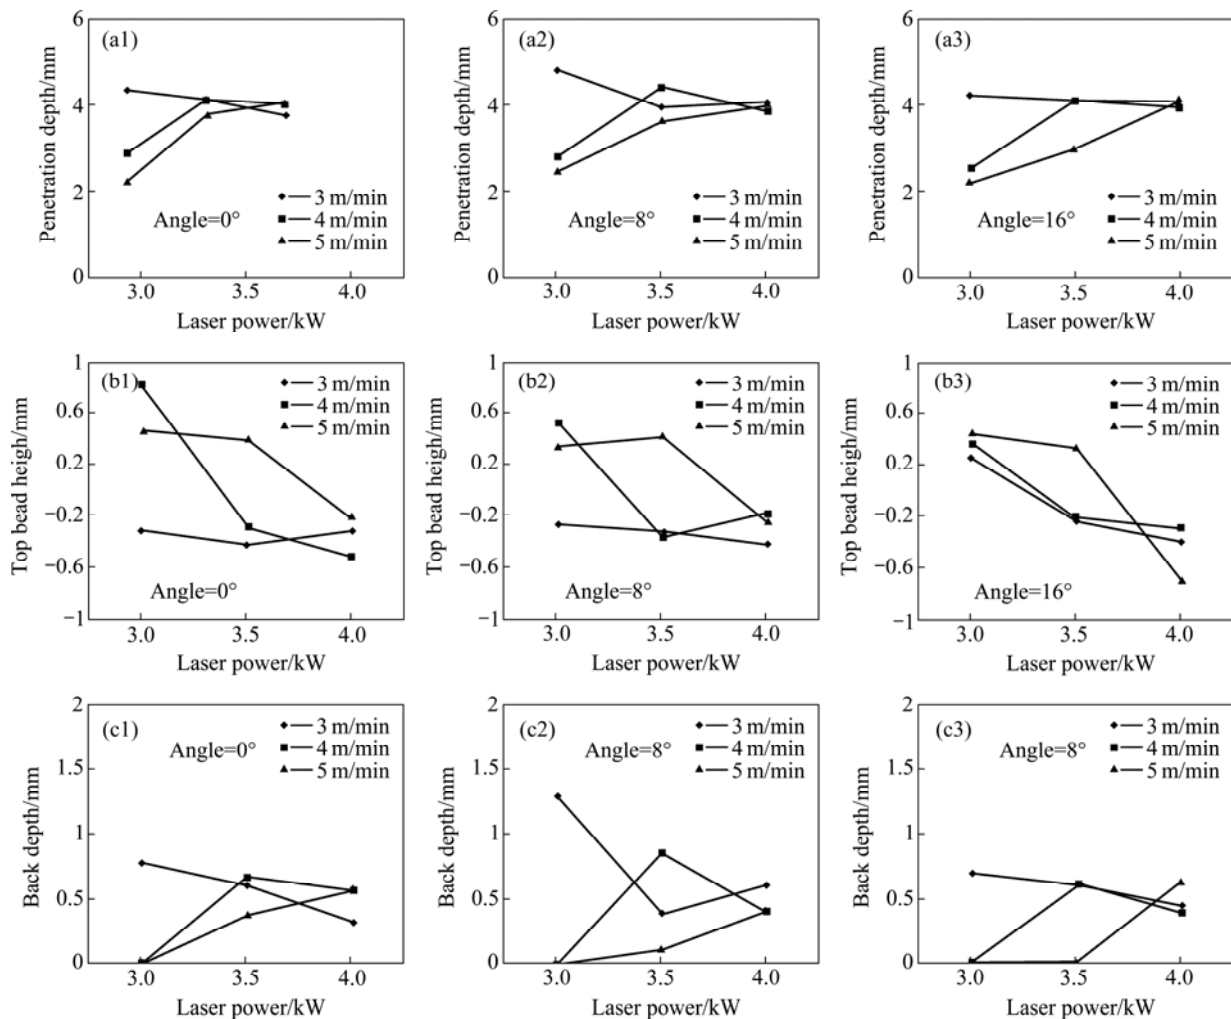 (a1)
Penetration depth/mm
6
4
2
0
3 m/min
4 m/min
5 m/min
Angle=0°
3.0 3.5 4.0
Laser power/kW
(a2)
Penetration depth/mm
6
4
2
0
3 m/min
4 m/min
5 m/min
Angle=8°
3.0 3.5 4.0
Laser power/kW
(a3)
Penetration depth/mm
6
4
2
0
3 m/min
4 m/min
5 m/min
Angle=16°
3.0 3.5 4.0
Laser power/kW
(b1)
Top bead heigh/mm
1
0.6
0.2
−0.2
−0.6
−1
3 m/min
4 m/min
5 m/min
Angle=0°
3.0 3.5 4.0
Laser power/kW
(b2)
Top bead heigh/mm
1
0.6
0.2
−0.2
−0.6
−1
3 m/min
4 m/min
5 m/min
Angle=8°
3.0 3.5 4.0
Laser power/kW
(b3)
Top bead heigh/mm
1
0.6
0.2
−0.2
−0.6
−1
3 m/min
4 m/min
5 m/min
Angle=16°
3.0 3.5 4.0
Laser power/kW
(c1)
Back depth/mm
2
1.5
1
0.5
0
3 m/min
Angle=0°
4 m/min
5 m/min
3.0 3.5 4.0
Laser power/kW
(c2)
Back depth/mm
2
1.5
1
0.5
0
3 m/min
Angle=8°
4 m/min
5 m/min
3.0 3.5 4.0
Laser power/kW
(c3)
Back depth/mm
2
1.5
1
0.5
0
3 m/min
Angle=8°
4 m/min
5 m/min
3.0 3.5 4.0
Laser power/kW